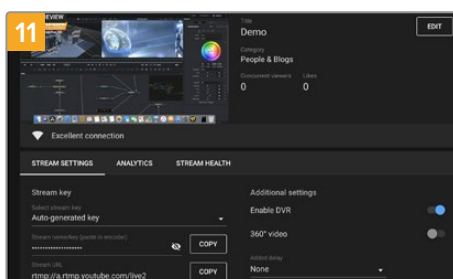 11
PREVIEW
Title
Demo
EDIT
Category
People & Blogs
Concurrent viewers Likes
0 0
Excellent connection
STREAM SETTINGS ANALYTICS STREAM HEALTH
Stream key Additional settings
Select stream key Enable DVR
Auto-generated key
360° video
Stream name/key (paste in encoder)
COPY
Added delay
Stream URL None
rtmp://a.rtmp.youtube.com/live2 COPY